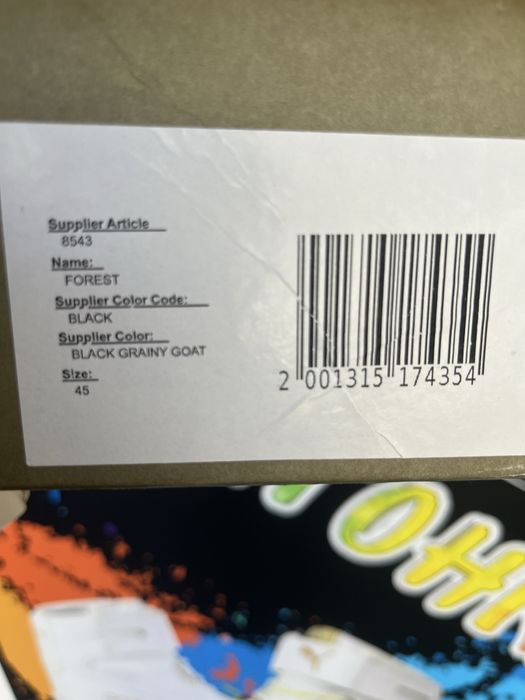 Supplier Article
8543
Name:
FOREST
Supplier Color Code:
BLACK
Supplier Color:
BLACK GRAINY GOAT
Size:
45
2 001315 174354